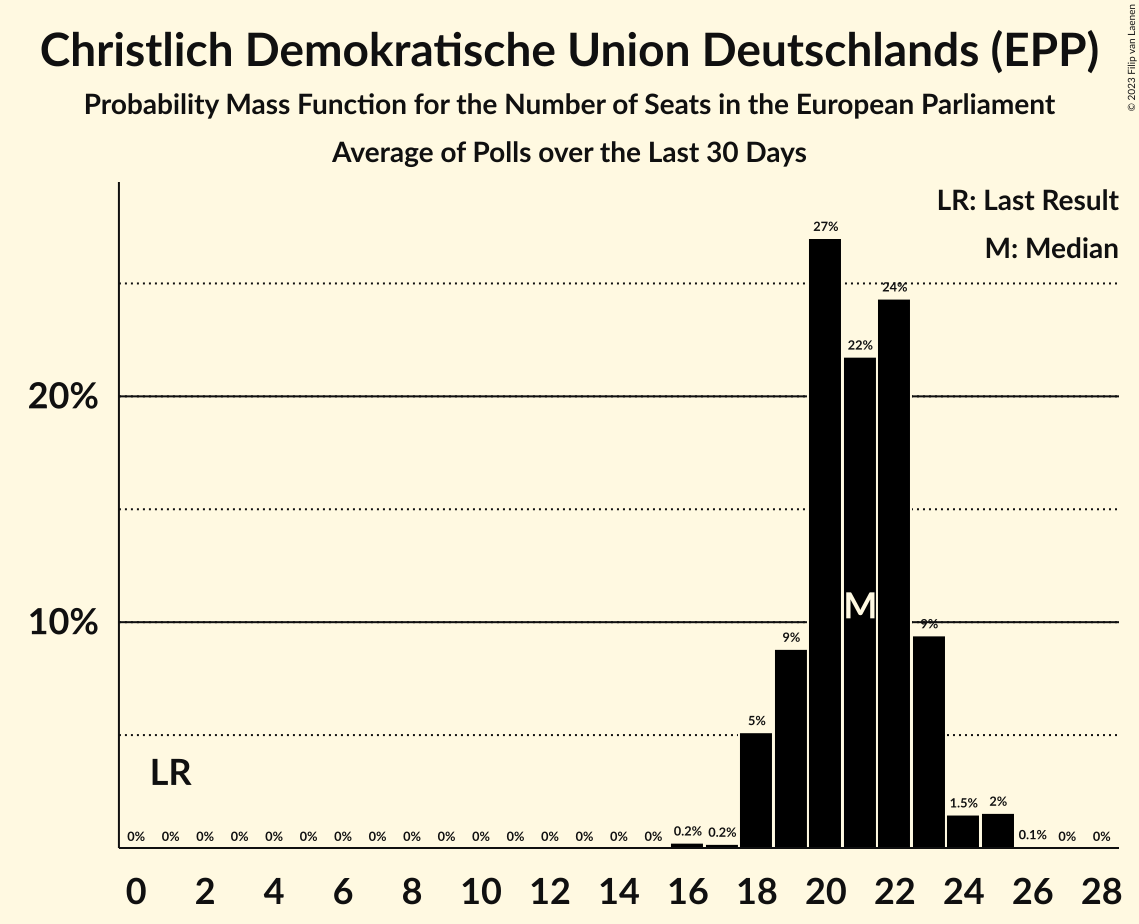 Christlich Demokratische Union Deutschlands (EPP)
Probability Mass Function for the Number of Seats in the European Parliament
Average of Polls over the Last 30 Days
© 2023 Filip van Laenen
LR: Last Result
M: Median
27%
24%
22%
20%
M
10%
9%
9%
5%
LR
0% 0% 0% 0% 0% 0% 0% 0% 0% 0% 0% 0% 0% 0% 0% 0% 0.2% 0.2% 1.5% 2% 0.1% 0% 0%
0 2 4 6 8 10 12 14 16 18 20 22 24 26 28